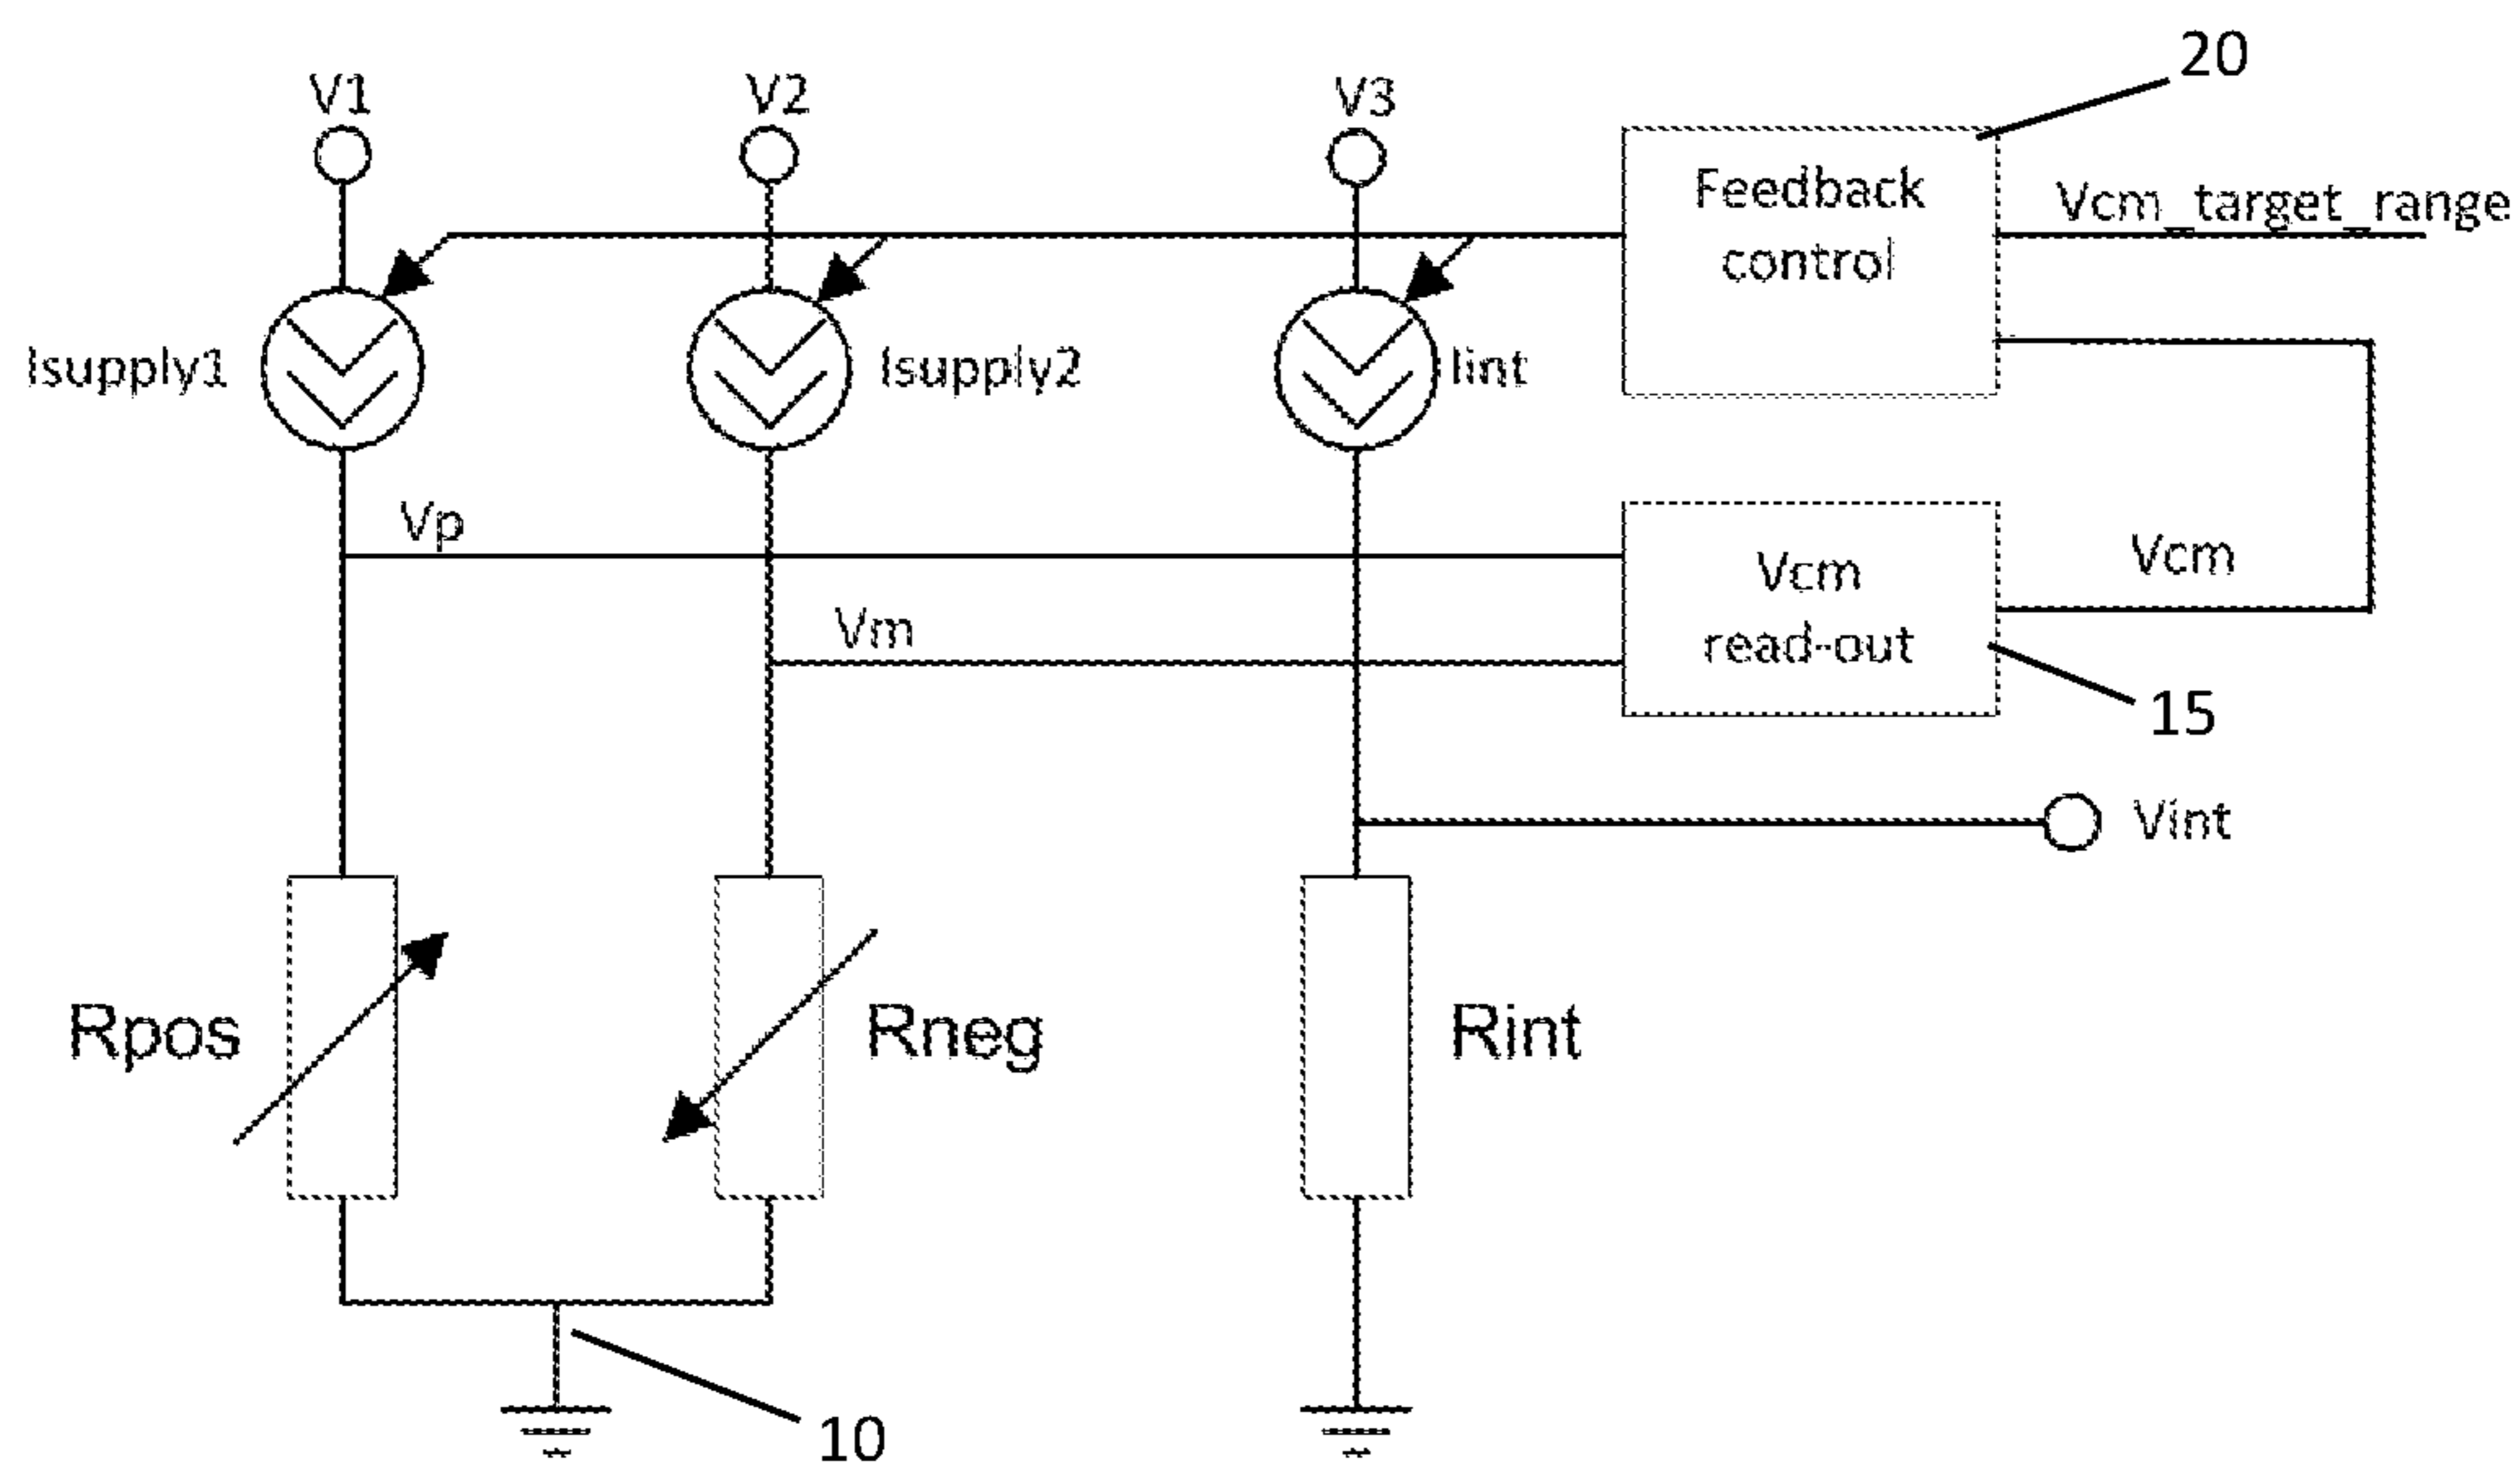 20
V1
V2
V3
Feedback
control
Vcm_target_range
Isupply1
Isupply2
Iint
Vp
Vcm
read-out
Vcm
Vm
15
Vint
Rpos
Rneg
Rint
10